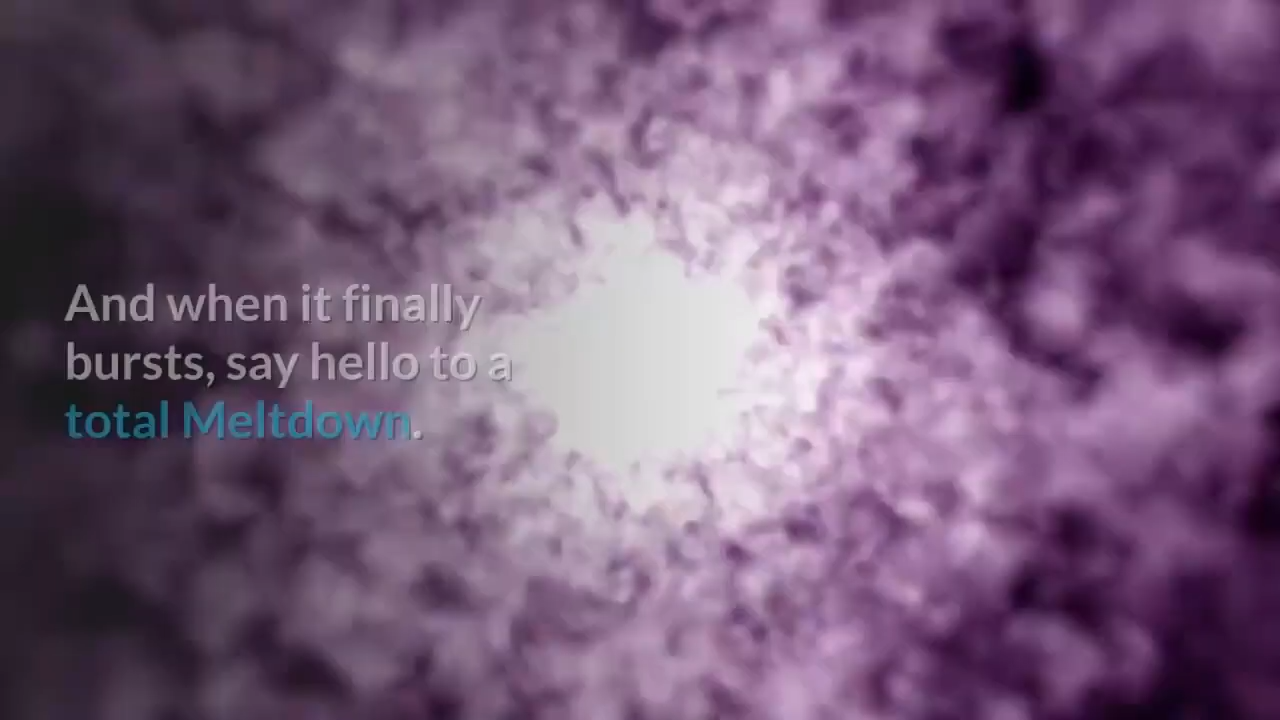 And when it finally
bursts, say hello to a
total Meltdown.